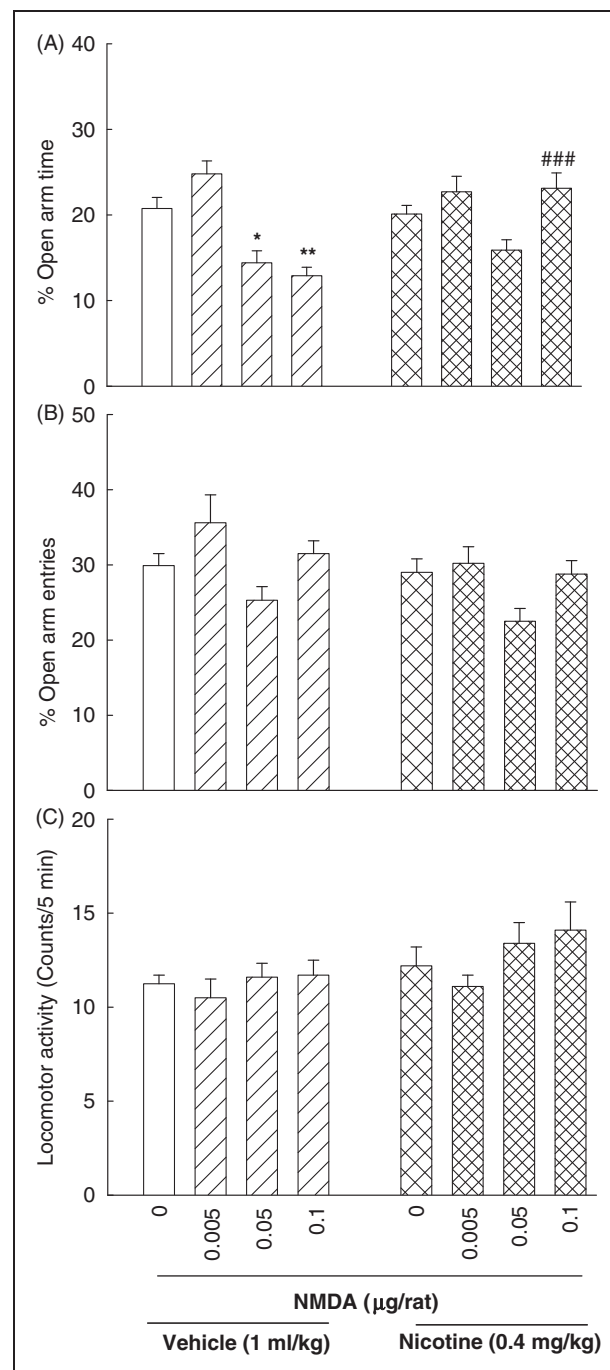 (A)
40
30
20
10
0
% Open arm time
*
**
###
(B)
50
40
30
20
10
0
% Open arm entries
(C)
20
15
10
5
0
Locomotor activity (Counts/5 min)
0 0.005 0.05 0.1 0 0.005 0.05 0.1
NMDA (μg/rat)
Vehicle (1 ml/kg) Nicotine (0.4 mg/kg)